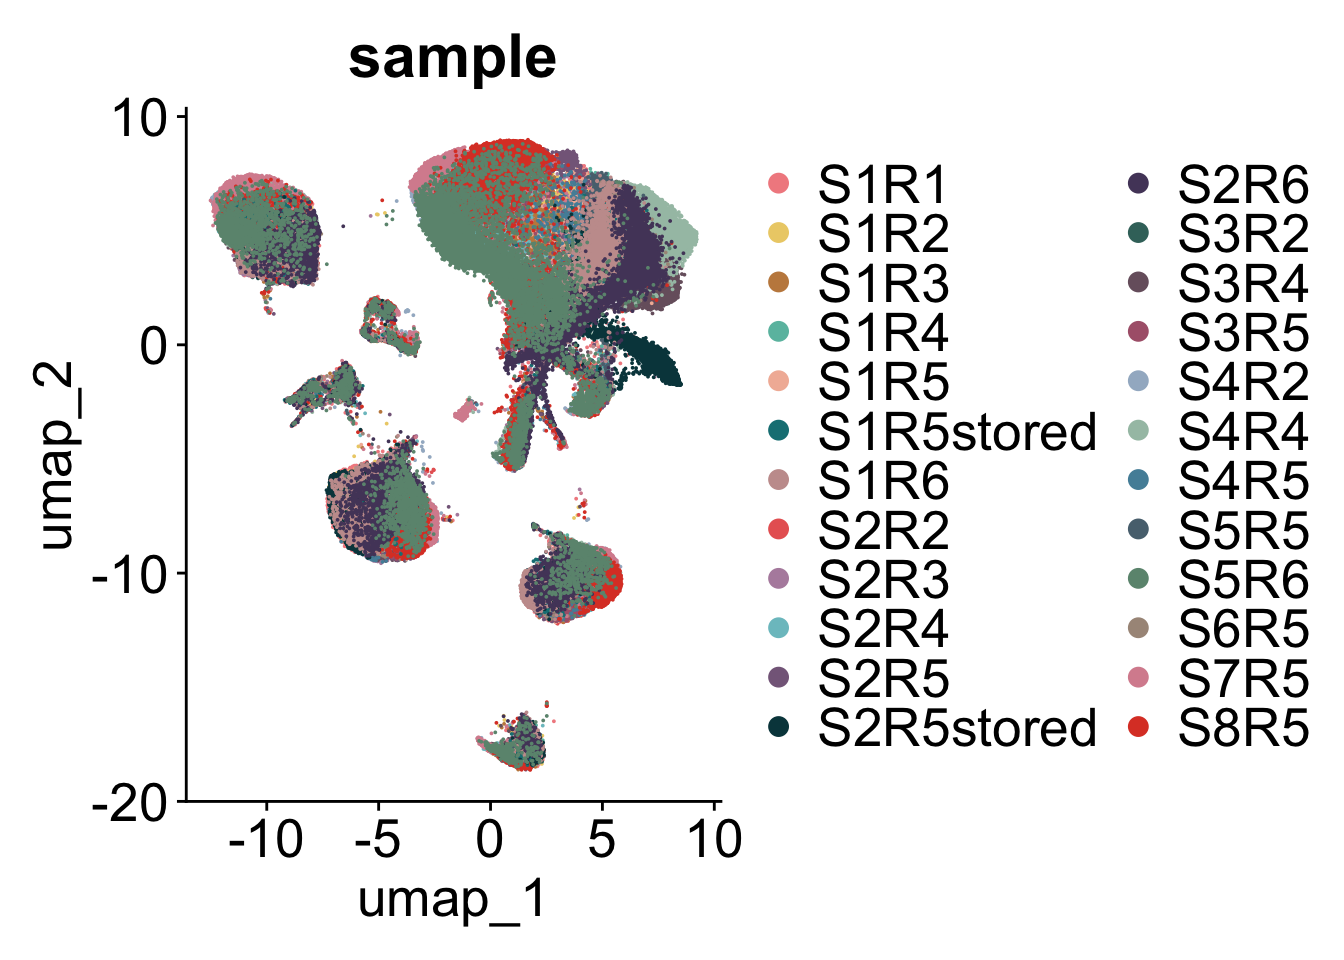 sample
10
0
-10
-20
umap_2
-10 -5 0 5 10
umap_1
S1R1
S1R2
S1R3
S1R4
S1R5
S1R5stored
S1R6
S2R2
S2R3
S2R4
S2R5
S2R5stored
S2R6
S3R2
S3R4
S3R5
S4R2
S4R4
S4R5
S5R5
S5R6
S6R5
S7R5
S8R5